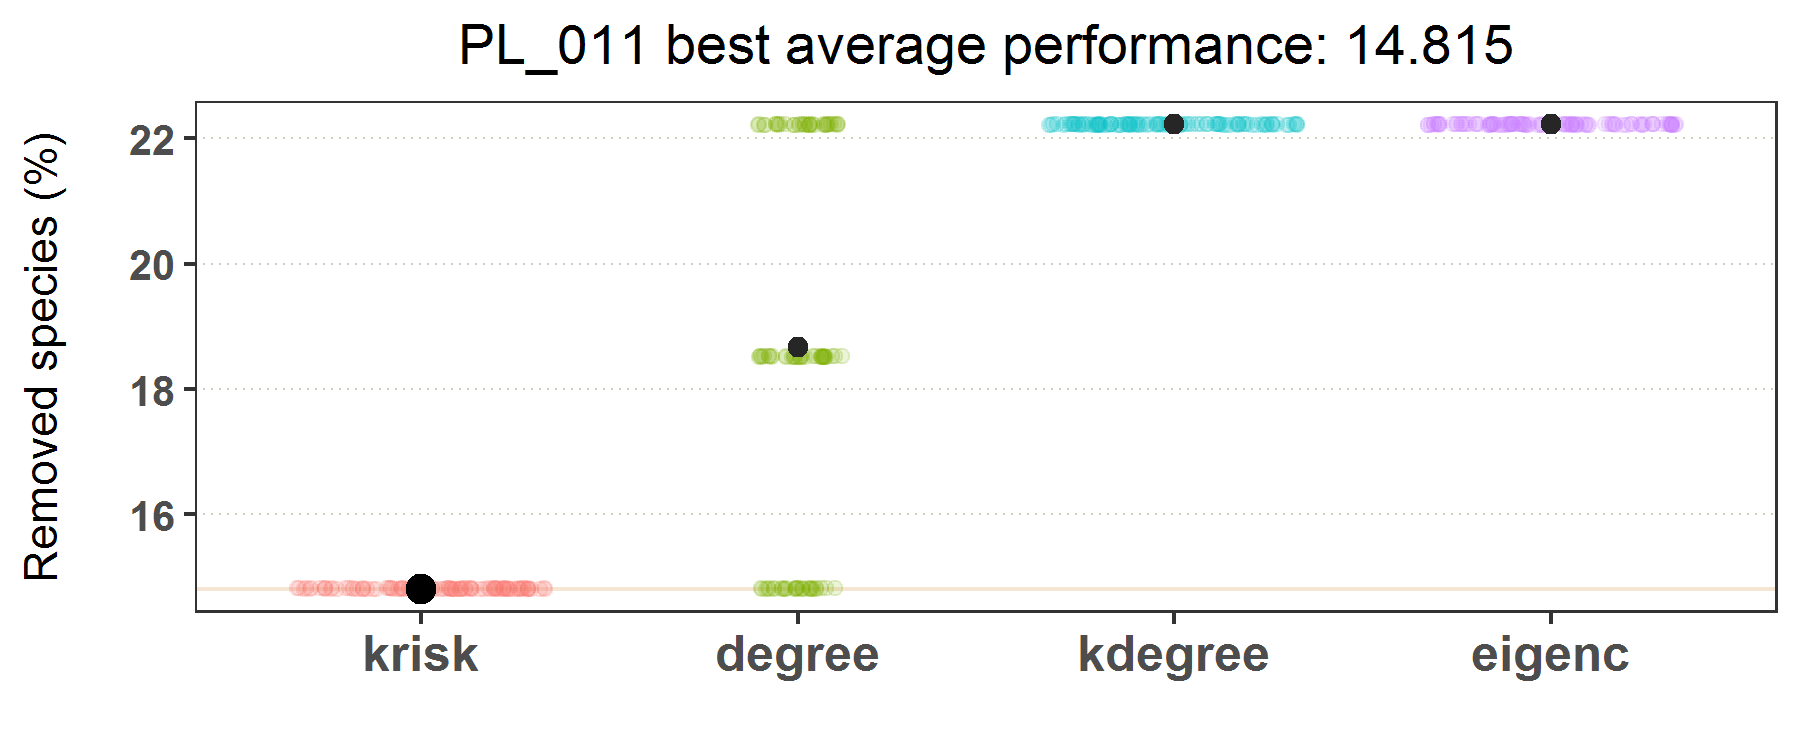 PL_011 best average performance: 14.815
Removed species (%)
22
20
18
16
krisk degree kdegree eigenc